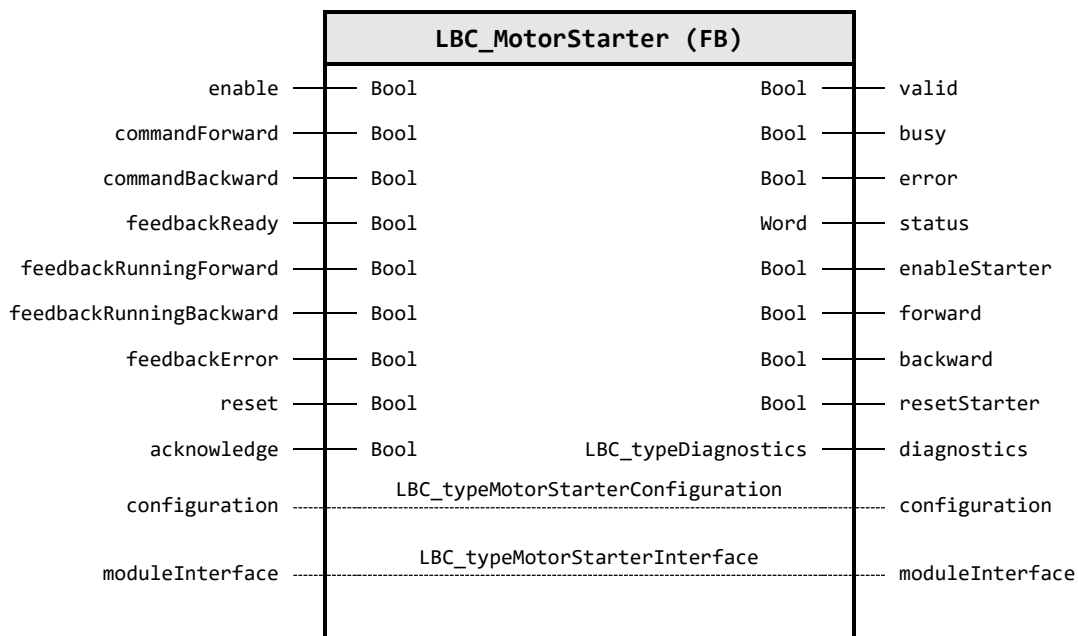 LBC_MotorStarter (FB)
enable Bool Bool valid
commandForward Bool Bool busy
commandBackward Bool Bool error
feedbackReady Bool Word status
feedbackRunningForward Bool Bool enableStarter
feedbackRunningBackward Bool Bool forward
feedbackError Bool Bool backward
reset Bool Bool resetStarter
acknowledge Bool LBC_typeDiagnostics diagnostics
configuration LBC_typeMotorStarterConfiguration configuration
moduleInterface LBC_typeMotorStarterInterface moduleInterface